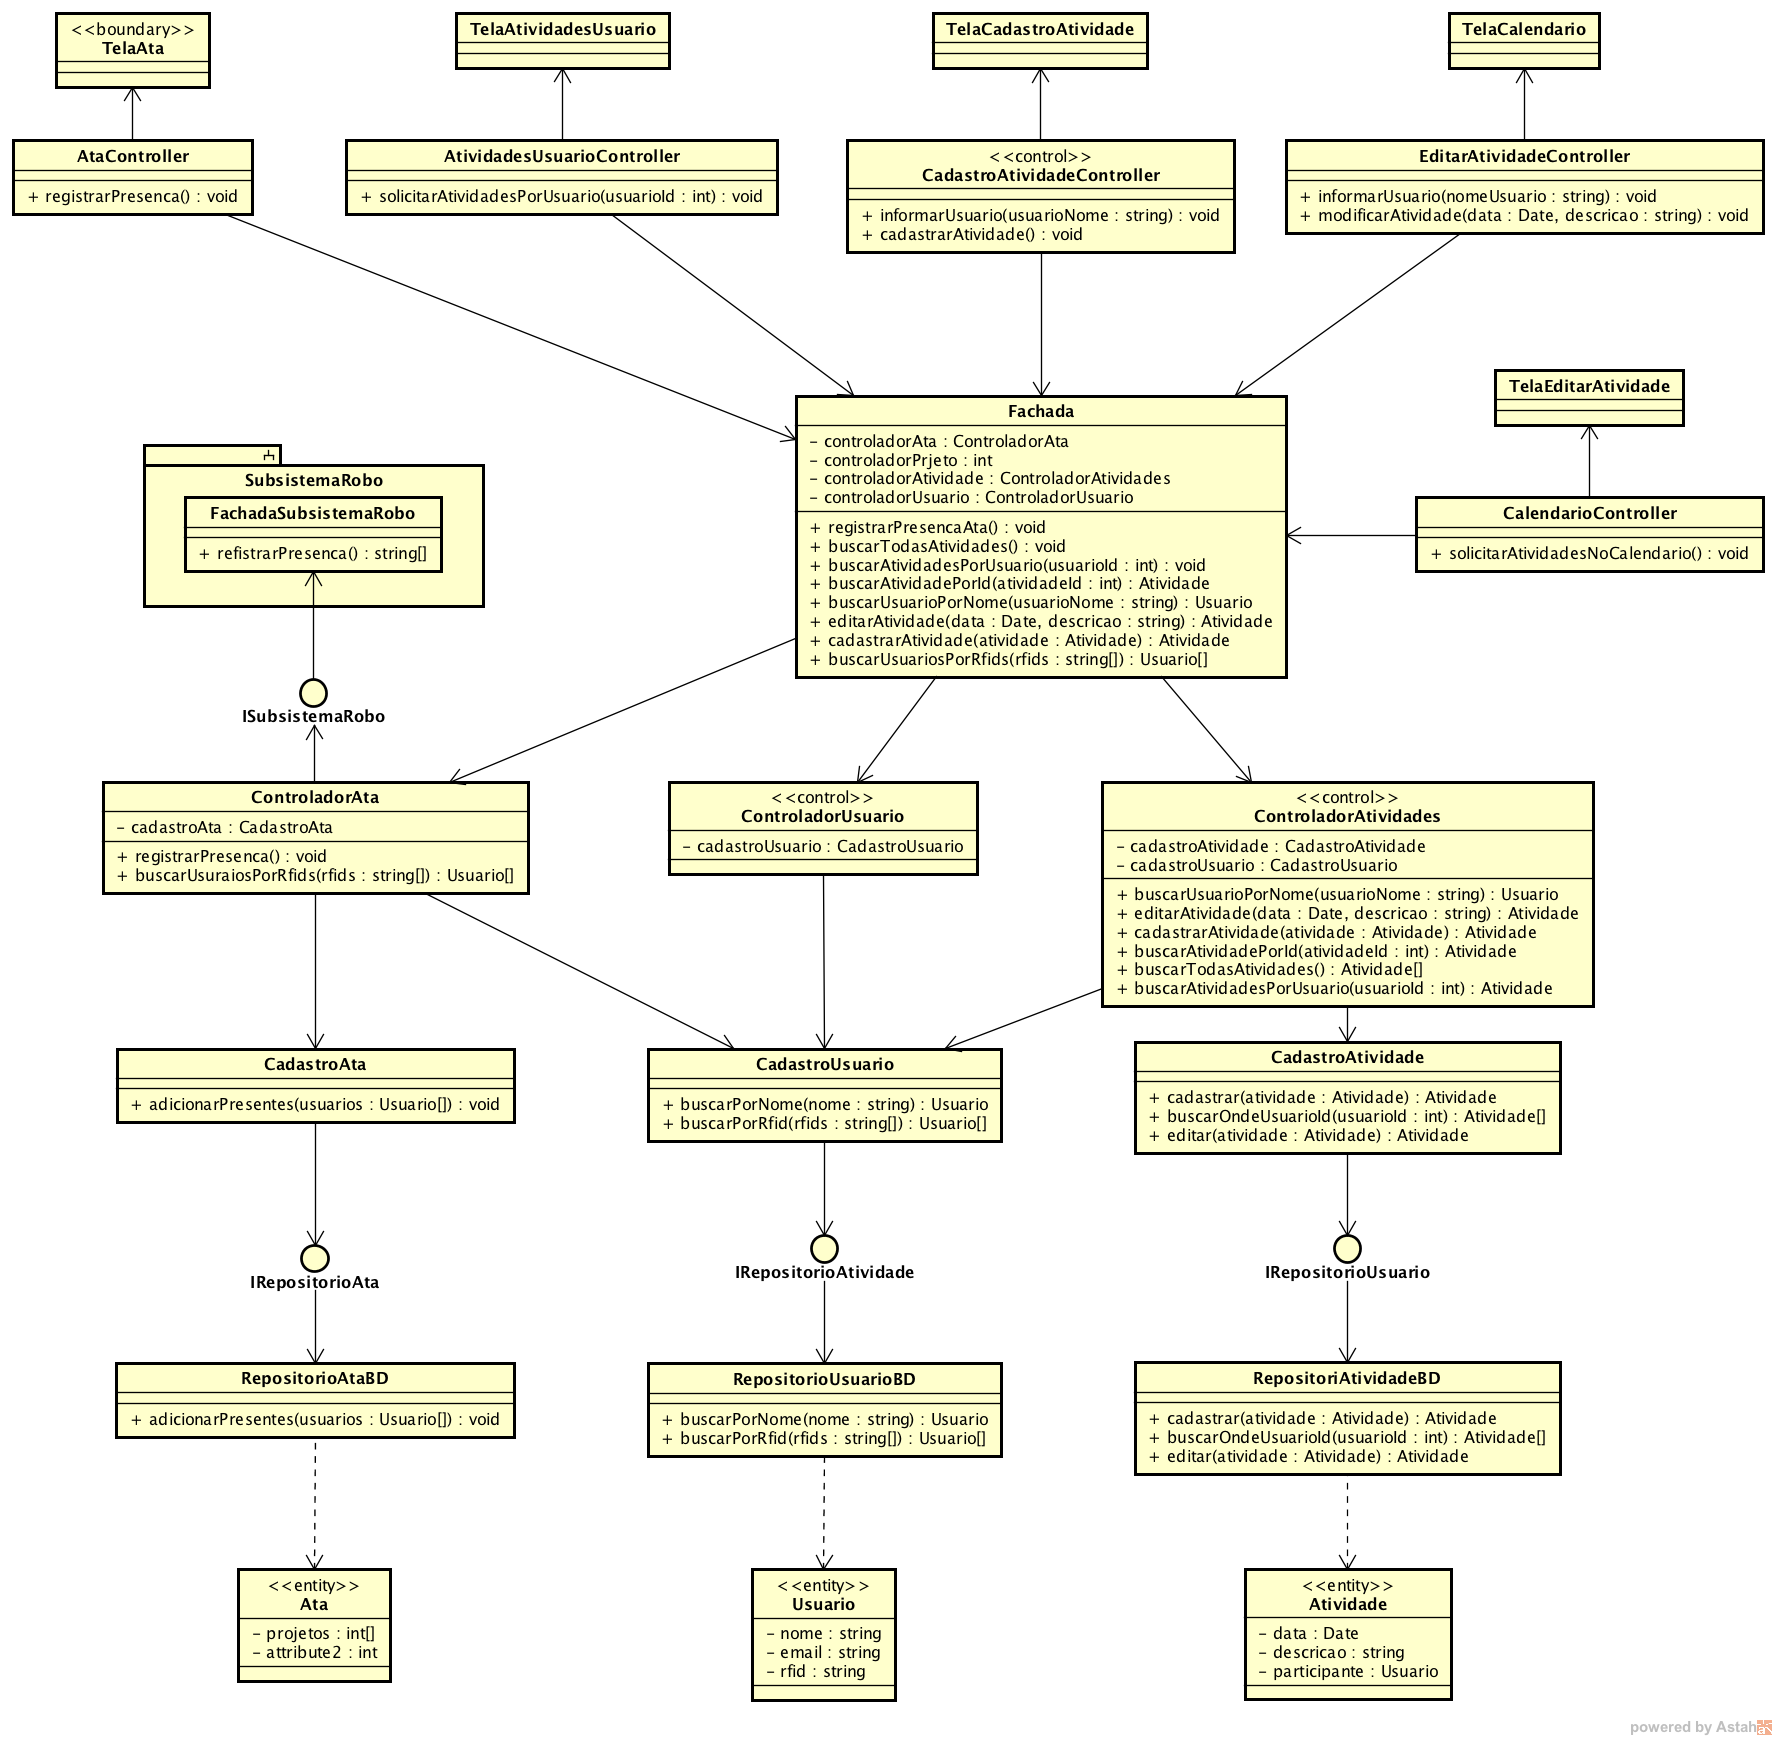 <<boundary>>
TelaAta
TelaAtividadesUsuario
TelaCadastroAtividade
TelaCalendario
AtaController
+ registrarPresenca() : void
AtividadesUsuarioController
+ solicitarAtividadesPorUsuario(usuarioId : int) : void
<<control>>
CadastroAtividadeController
+ informarUsuario(usuarioNome : string) : void
+ cadastrarAtividade() : void
EditarAtividadeController
+ informarUsuario(nomeUsuario : string) : void
+ modificarAtividade(data : Date, descricao : string) : void
TelaEditarAtividade
Fachada
- controladorAta : ControladorAta
- controladorPrjeto : int
- controladorAtividade : ControladorAtividades
- controladorUsuario : ControladorUsuario
+ registrarPresencaAta() : void
+ buscarTodasAtividades() : void
+ buscarAtividadesPorUsuario(usuarioId : int) : void
+ buscarAtividadePorId(atividadeId : int) : Atividade
+ buscarUsuarioPorNome(usuarioNome : string) : Usuario
+ editarAtividade(data : Date, descricao : string) : Atividade
+ cadastrarAtividade(atividade : Atividade) : Atividade
+ buscarUsuariosPorRfids(rfids : string[]) : Usuario[]
SubsistemaRobo
FachadaSubsistemaRobo
+ refistrarPresenca() : string[]
CalendarioController
+ solicitarAtividadesNoCalendario() : void
ISubsistemaRobo
ControladorAta
- cadastroAta : CadastroAta
+ registrarPresenca() : void
+ buscarUsuraiosPorRfids(rfids : string[]) : Usuario[]
<<control>>
ControladorUsuario
- cadastroUsuario : CadastroUsuario
<<control>>
ControladorAtividades
- cadastroAtividade : CadastroAtividade
- cadastroUsuario : CadastroUsuario
+ buscarUsuarioPorNome(usuarioNome : string) : Usuario
+ editarAtividade(data : Date, descricao : string) : Atividade
+ cadastrarAtividade(atividade : Atividade) : Atividade
+ buscarAtividadePorId(atividadeId : int) : Atividade
+ buscarTodasAtividades() : Atividade[]
+ buscarAtividadesPorUsuario(usuarioId : int) : Atividade
CadastroAta
+ adicionarPresentes(usuarios : Usuario[]) : void
CadastroUsuario
+ buscarPorNome(nome : string) : Usuario
+ buscarPorRfid(rfids : string[]) : Usuario[]
CadastroAtividade
+ cadastrar(atividade : Atividade) : Atividade
+ buscarOndeUsuarioId(usuarioId : int) : Atividade[]
+ editar(atividade : Atividade) : Atividade
IRepositorioAta
IRepositorioAtividade
IRepositorioUsuario
RepositorioAtaBD
+ adicionarPresentes(usuarios : Usuario[]) : void
RepositorioUsuarioBD
+ buscarPorNome(nome : string) : Usuario
+ buscarPorRfid(rfids : string[]) : Usuario[]
RepositoriAtividadeBD
+ cadastrar(atividade : Atividade) : Atividade
+ buscarOndeUsuarioId(usuarioId : int) : Atividade[]
+ editar(atividade : Atividade) : Atividade
<<entity>>
Ata
- projetos : int[]
- attribute2 : int
<<entity>>
Usuario
- nome : string
- email : string
- rfid : string
<<entity>>
Atividade
- data : Date
- descricao : string
- participante : Usuario
powered by Astah